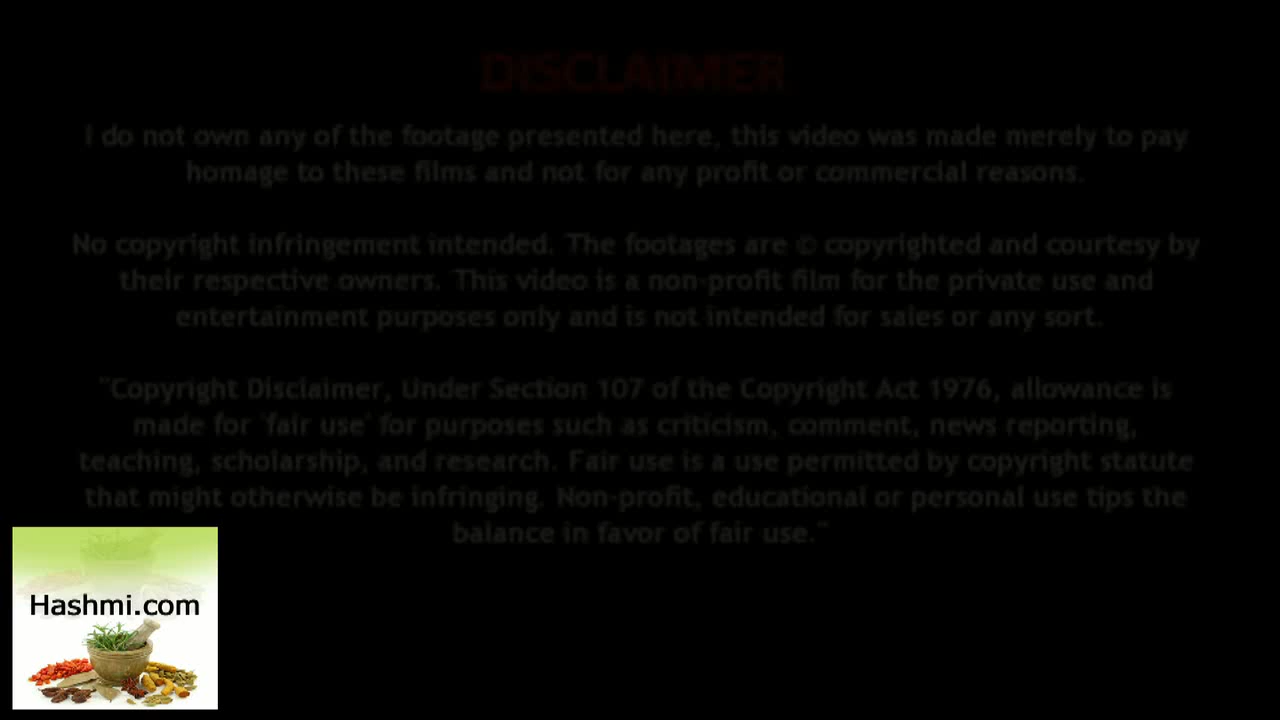 DISCLAIMER
I do not own any of the footage presented here, this video was made merely to pay
homage to these films and not for any profit or commercial reasons.
No copyright infringement intended. The footages are © copyrighted and courtesy by
their respective owners. This video is a non-profit film for the private use and
entertainment purposes only and is not intended for sales or any sort.
"Copyright Disclaimer, Under Section 107 of the Copyright Act 1976, allowance is
made for 'fair use' for purposes such as criticism, comment, news reporting,
teaching, scholarship, and research. Fair use is a use permitted by copyright statute
that might otherwise be infringing. Non-profit, educational or personal use tips the
balance in favor of fair use."
Hashmi.com